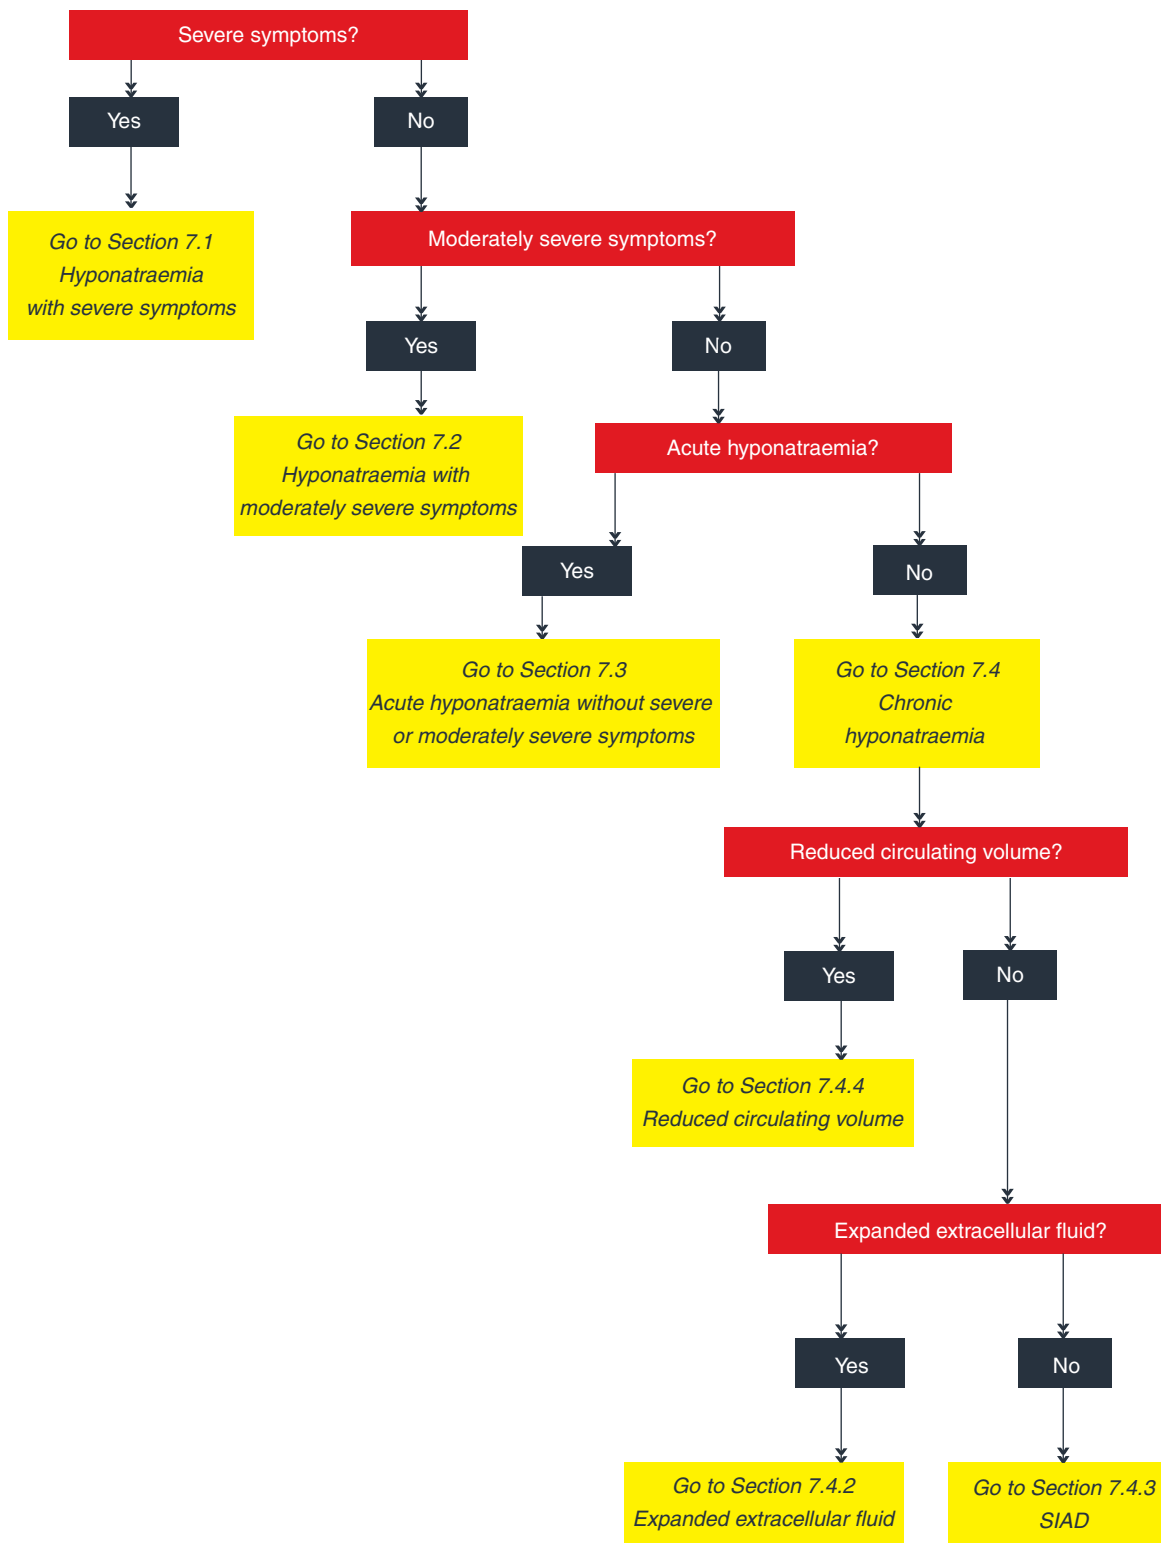 Severe symptoms?
Yes
No
Go to Section 7.1
Hyponatraemia
with severe symptoms
Moderately severe symptoms?
Yes
No
Go to Section 7.2
Hyponatraemia with
moderately severe symptoms
Acute hyponatraemia?
Yes
No
Go to Section 7.3
Acute hyponatraemia without severe
or moderately severe symptoms
Go to Section 7.4
Chronic
hyponatraemia
Reduced circulating volume?
Yes
No
Go to Section 7.4.4
Reduced circulating volume
Expanded extracellular fluid?
Yes
No
Go to Section 7.4.2
Expanded extracellular fluid
Go to Section 7.4.3
SIAD